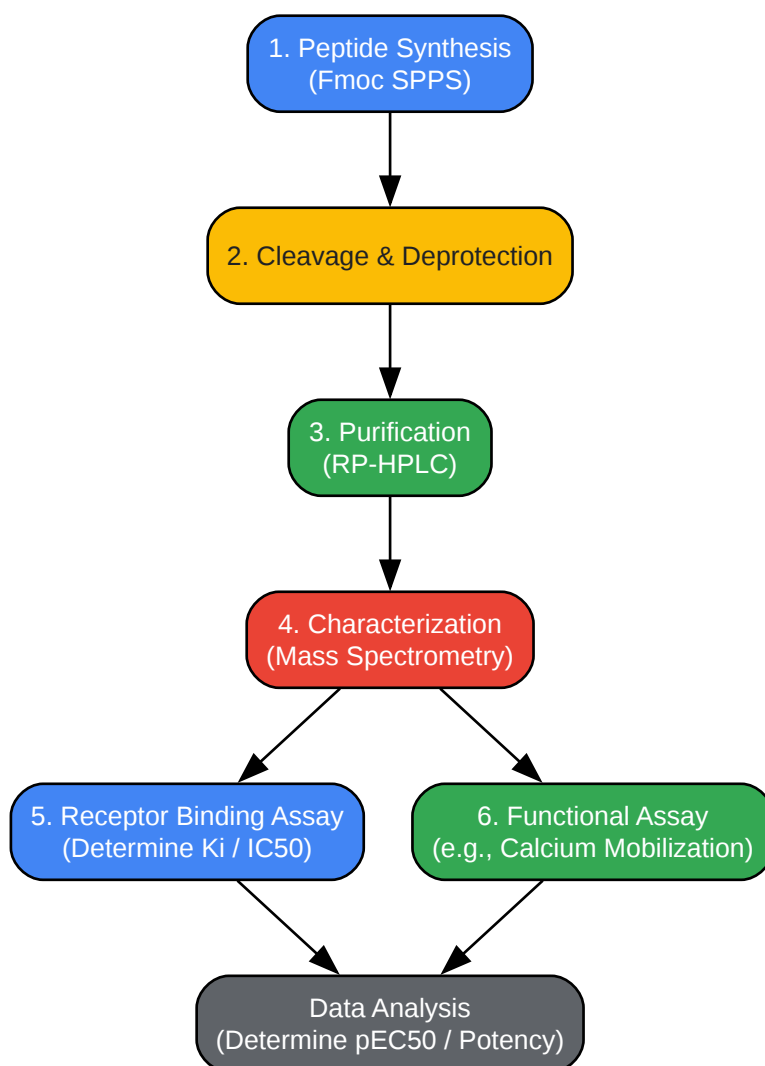 1. Peptide Synthesis
(Fmoc SPPS)
2. Cleavage & Deprotection
3. Purification
(RP-HPLC)
4. Characterization
(Mass Spectrometry)
5. Receptor Binding Assay
(Determine Ki / IC50)
6. Functional Assay
(e.g., Calcium Mobilization)
Data Analysis
(Determine pEC50 / Potency)